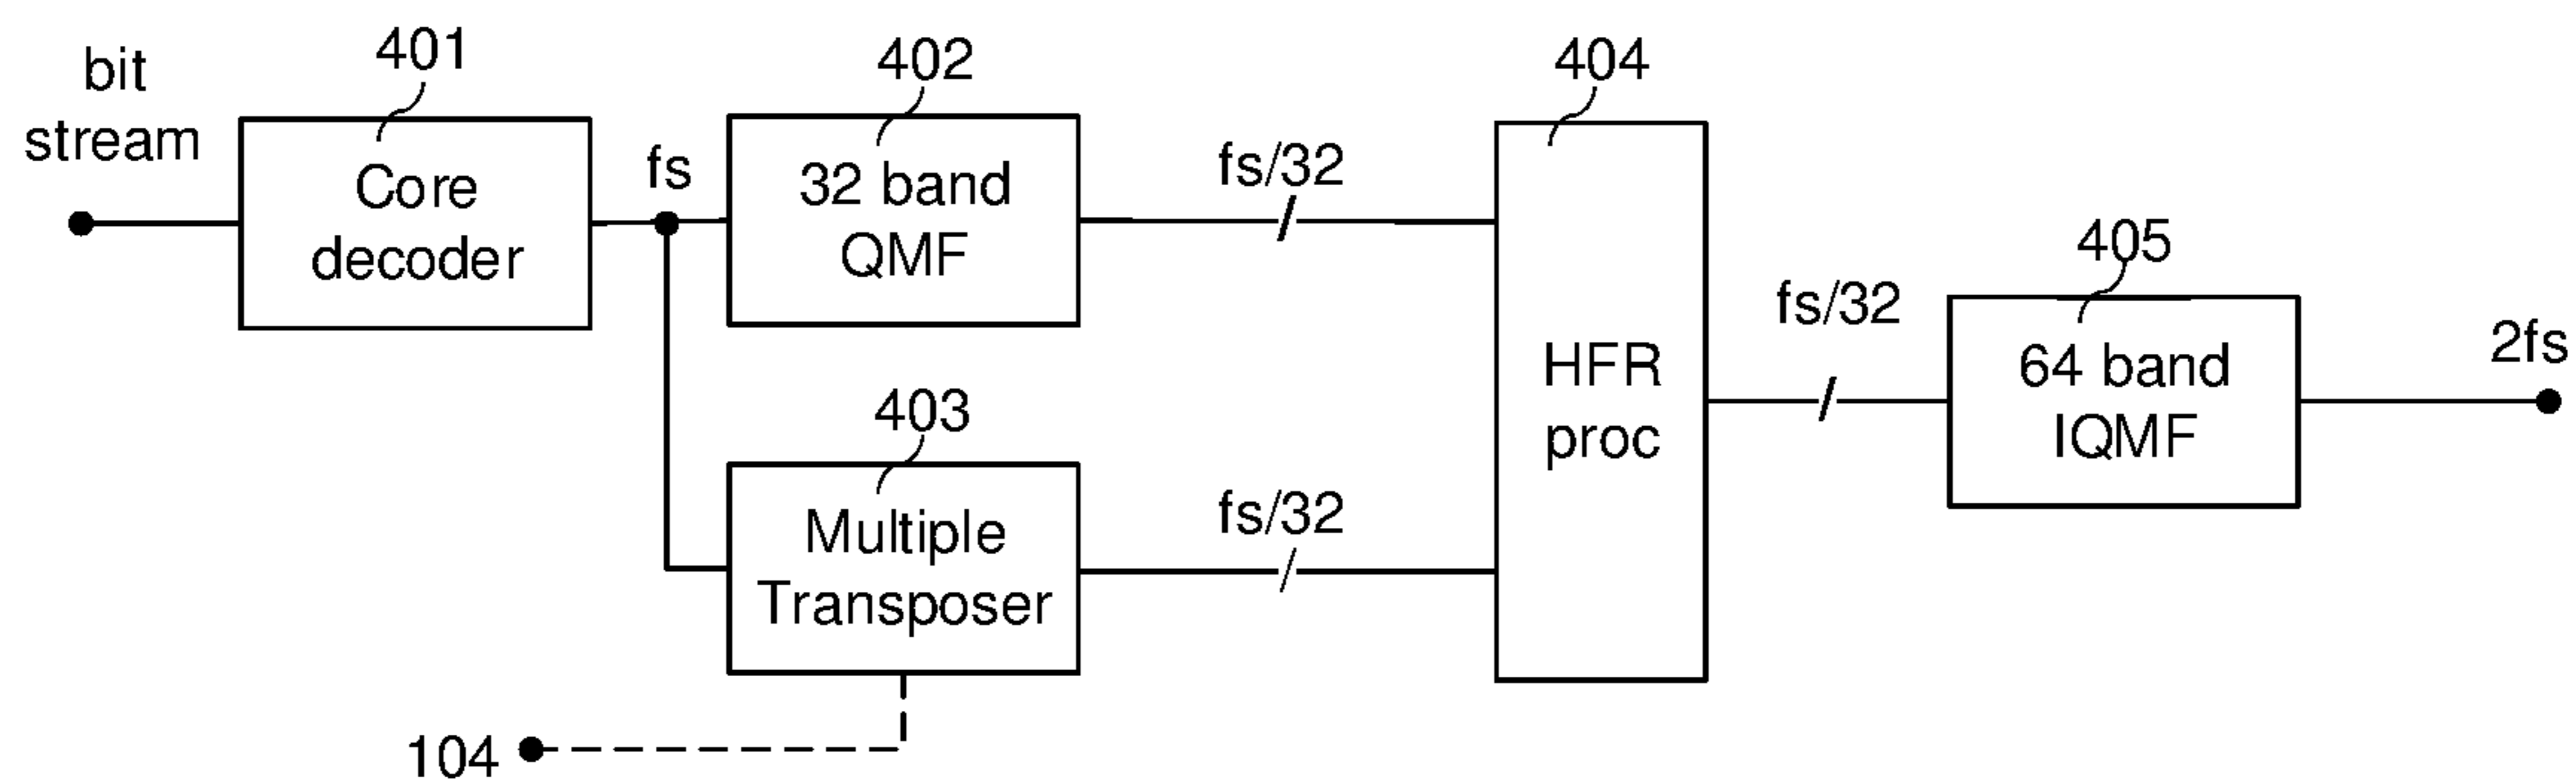 bit
stream
401
Core
decoder
fs
402
32 band
QMF
fs/32
403
Multiple
Transposer
fs/32
104
404
HFR
proc
fs/32
405
64 band
IQMF
2fs